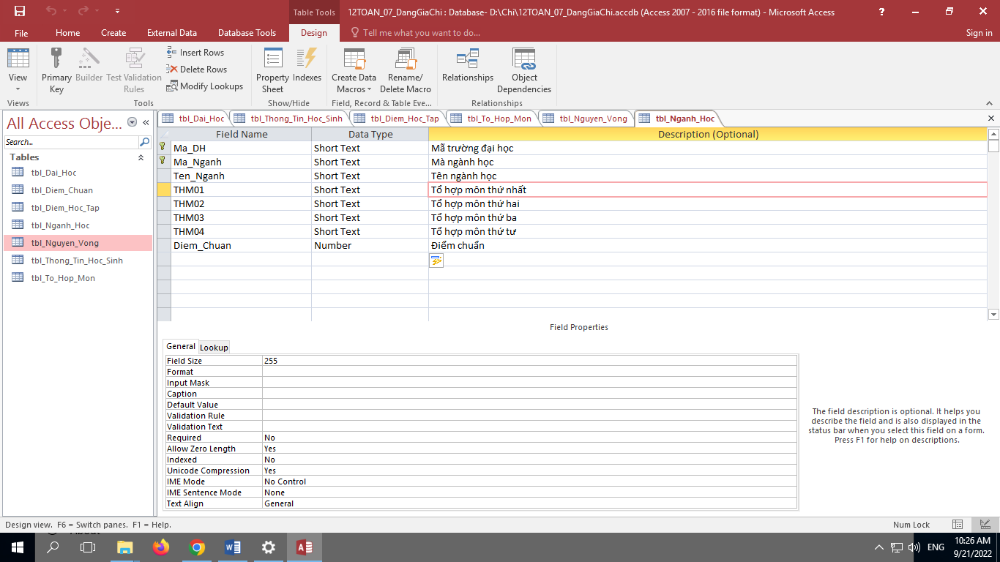 Table Tools
12TOAN_07_DangGiaChi : Database- D:\Chi\12TOAN_07_DangGiaChi.accdb (Access 2007 - 2016 file format) - Microsoft Access
?
File
Home
Create
External Data
Database Tools
Design
Tell me what you want to do...
Sign in
View
Primary Key
Builder
Test Validation Rules
Insert Rows
Delete Rows
Modify Lookups
Property Sheet
Indexes
Create Data Macros
Rename/ Delete Macro
Relationships
Object Dependencies
Views
Tools
Show/Hide
Field, Record & Table Eve...
Relationships
All Access Obje...
Search...
Tables
tbl_Dai_Hoc
tbl_Diem_Chuan
tbl_Diem_Hoc_Tap
tbl_Nganh_Hoc
tbl_Nguyen_Vong
tbl_Thong_Tin_Hoc_Sinh
tbl_To_Hop_Mon
tbl_Dai_Hoc tbl_Thong_Tin_Hoc_Sinh tbl_Diem_Hoc_Tap tbl_To_Hop_Mon tbl_Nguyen_Vong tbl_Nganh_Hoc
Field Name Data Type Description (Optional)
Ma_DH Short Text Mã trường đại học
Ma_Nganh Short Text Mà ngành học
Ten_Nganh Short Text Tên ngành học
THM01 Short Text Tổ hợp môn thứ nhất
THM02 Short Text Tổ hợp môn thứ hai
THM03 Short Text Tổ hợp môn thứ ba
THM04 Short Text Tổ hợp môn thứ tư
Diem_Chuan Number Điểm chuẩn
Field Properties
General Lookup
Field Size 255
Format
Input Mask
Caption
Default Value
Validation Rule
Validation Text
Required No
Allow Zero Length Yes
Indexed No
Unicode Compression Yes
IME Mode No Control
IME Sentence Mode None
Text Align General
The field description is optional. It helps you
describe the field and is also displayed in the
status bar when you select this field on a form.
Press F1 for help on descriptions.
Design view. F6 = Switch panes. F1 = Help.
Num Lock
ENG
10:26 AM
9/21/2022